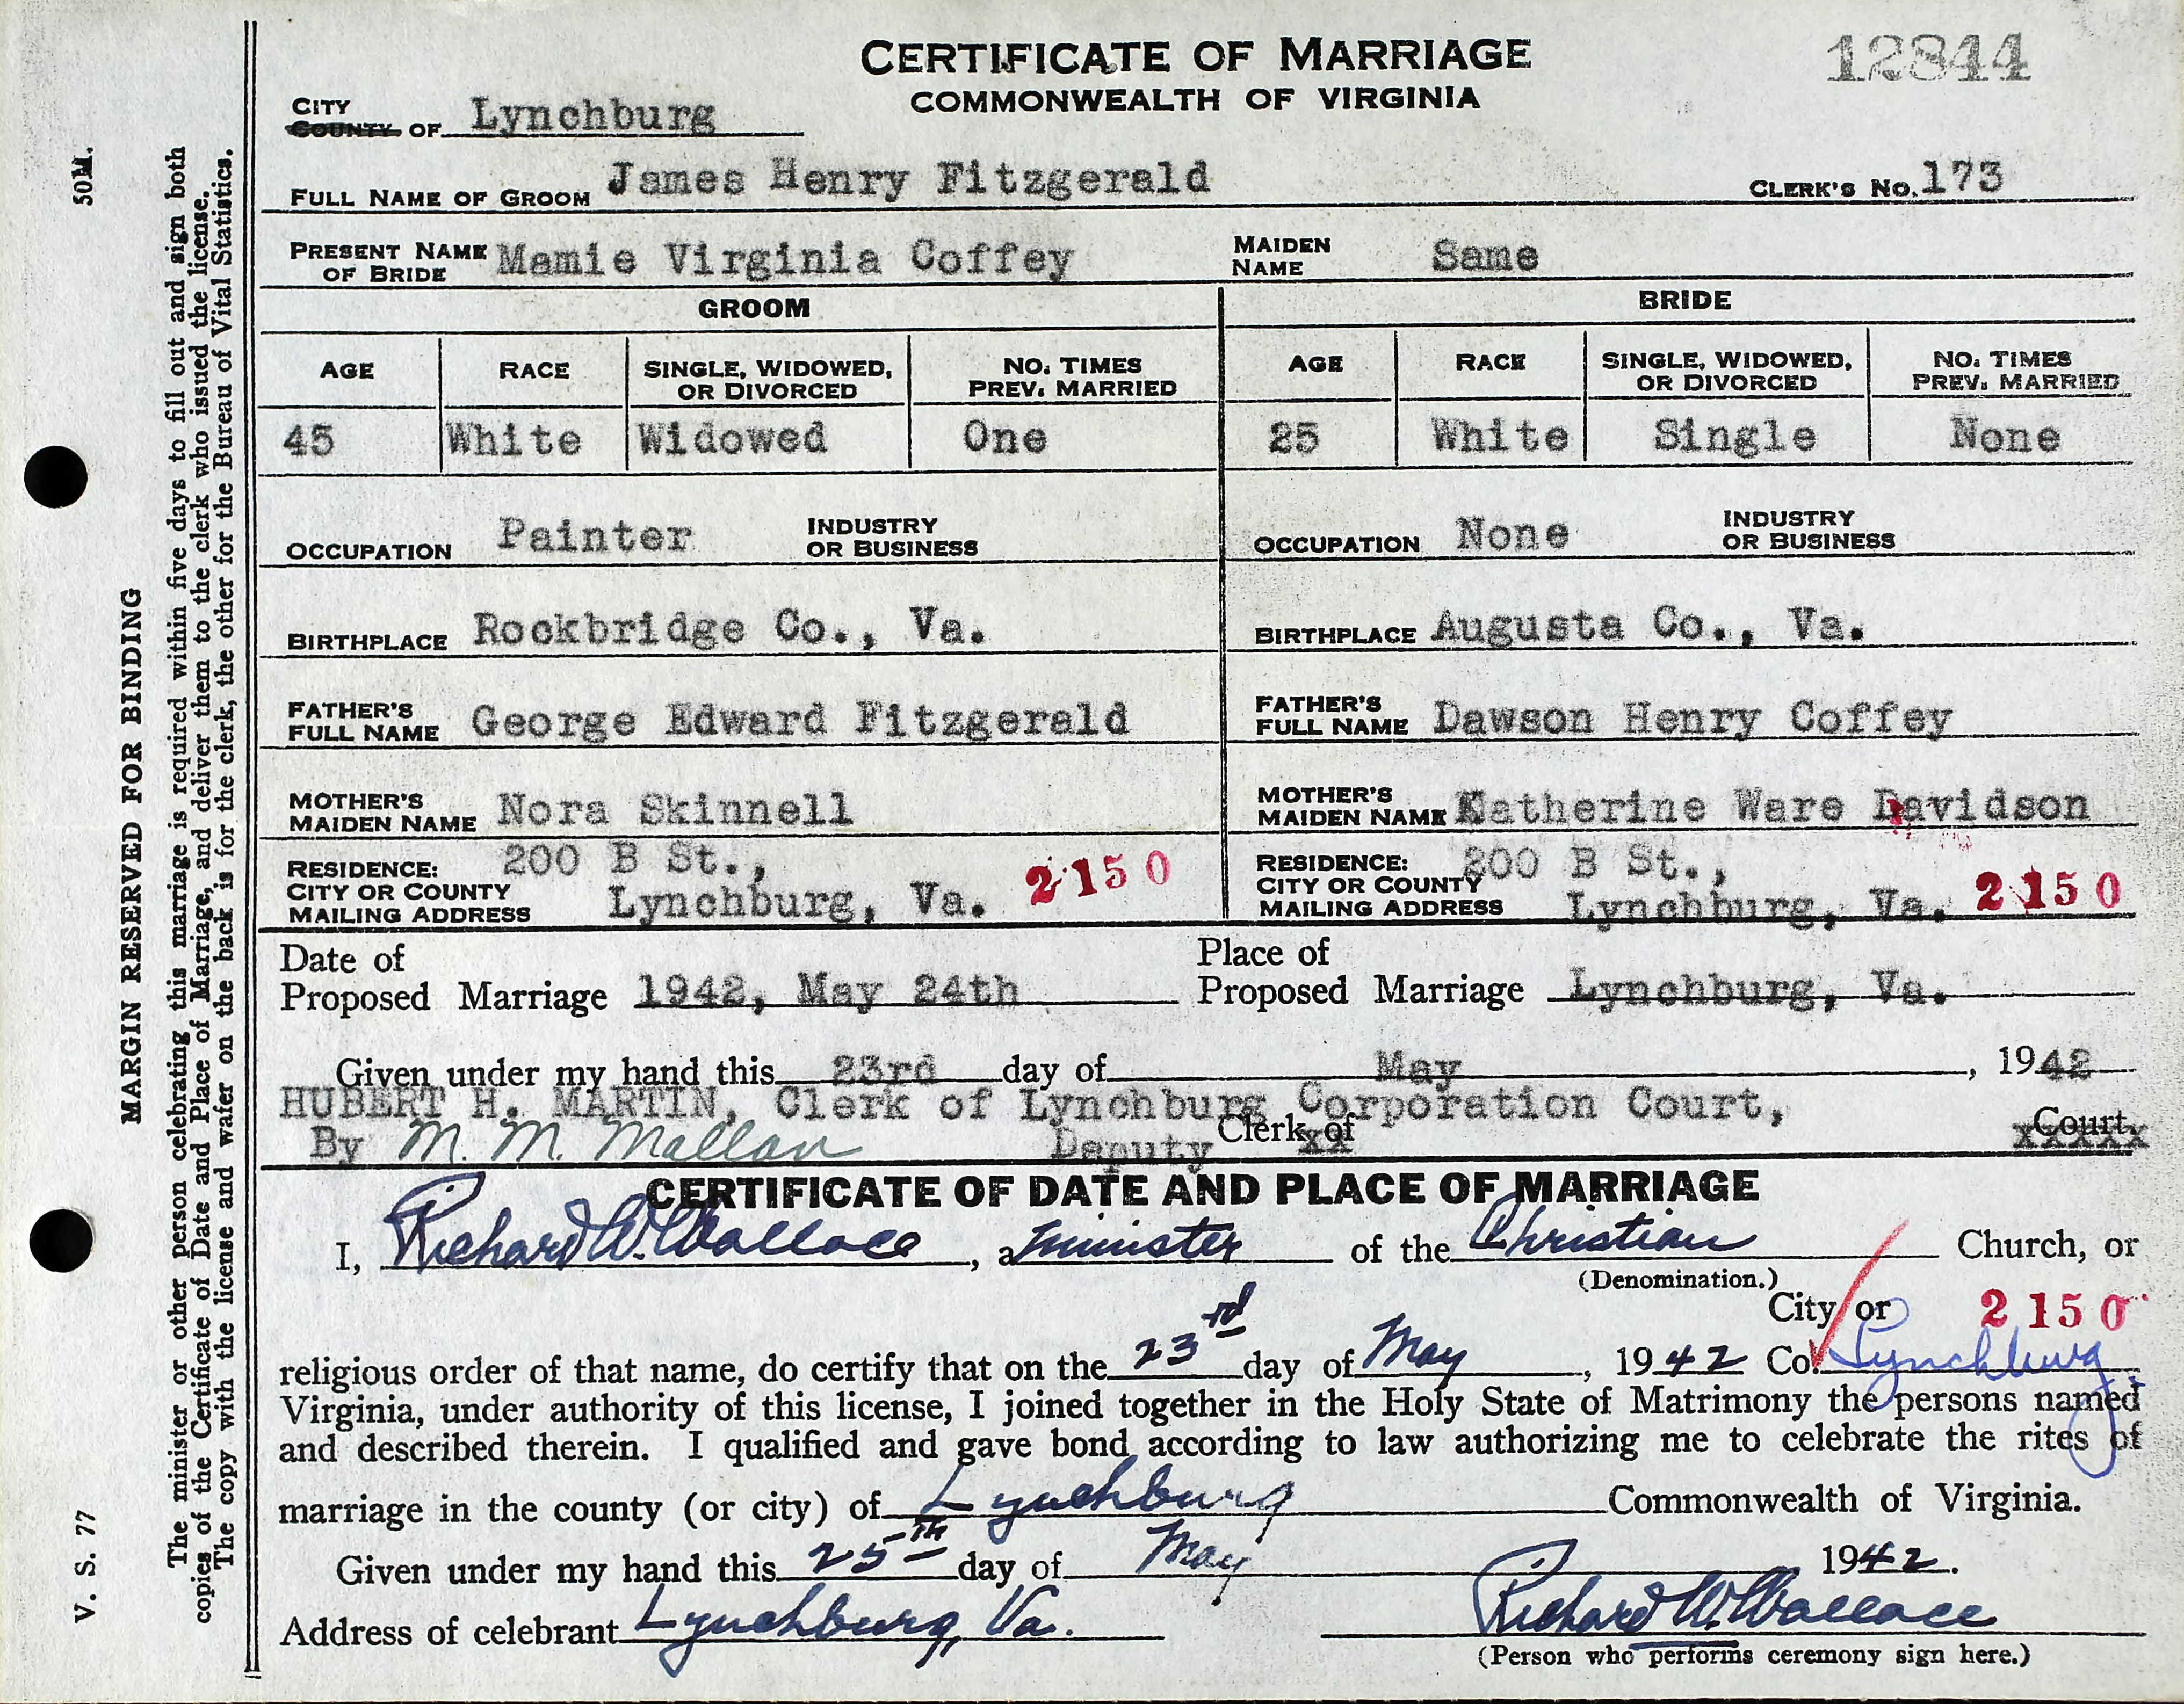 CERTIFICATE OF MARRIAGE
COMMONWEALTH OF VIRGINIA
12844
CITY
COUNTY OF Lynchburg
FULL NAME OF GROOM James Henry Fitzgerald CLERK'S No. 173
PRESENT NAME OF BRIDE Mamie Virginia Coffey MAIDEN NAME Same
GROOM BRIDE
AGE RACE SINGLE, WIDOWED, OR DIVORCED NO. TIMES PREV. MARRIED AGE RACE SINGLE, WIDOWED, OR DIVORCED NO. TIMES PREV. MARRIED
45 White Widowed One 25 White Single None
OCCUPATION Painter INDUSTRY OR BUSINESS OCCUPATION None INDUSTRY OR BUSINESS
BIRTHPLACE Rockbridge Co., Va. BIRTHPLACE Augusta Co., Va.
FATHER'S FULL NAME George Edward Fitzgerald FATHER'S FULL NAME Dawson Henry Coffey
MOTHER'S MAIDEN NAME Nora Skinnell MOTHER'S MAIDEN NAME Katherine Ware Davidson
RESIDENCE: 200 B St., RESIDENCE: 200 B St.,
CITY OR COUNTY MAILING ADDRESS Lynchburg, Va. 2150 CITY OR COUNTY MAILING ADDRESS Lynchburg, Va. 2150
Date of Proposed Marriage 1942, May 24th Place of Proposed Marriage Lynchburg, Va.
Given under my hand this 23rd day of May, 1942
HUBERT H. MARTIN, Clerk of Lynchburg Corporation Court,
By M. M. Mallan Deputy Clerk of xx Court xxxxx
CERTIFICATE OF DATE AND PLACE OF MARRIAGE
I, Richard W. Wallace, a minister of the Christian Church, or
(Denomination.)
City or 2150
religious order of that name, do certify that on the 23rd day of May, 1942 Co. Lynchburg,
Virginia, under authority of this license, I joined together in the Holy State of Matrimony the persons named
and described therein. I qualified and gave bond according to law authorizing me to celebrate the rites of
marriage in the county (or city) of Lynchburg Commonwealth of Virginia.
Given under my hand this 25th day of May 1942.
Address of celebrant Lynchburg, Va. Richard W. Wallace
(Person who performs ceremony sign here.)
50M.
MARGIN RESERVED FOR BINDING
V. S. 77
The minister or other person celebrating this marriage is required within five days to fill out and sign both
copies of the Certificate of Date and Place of Marriage, and deliver them to the clerk who issued the license.
The copy with the license and wafer on the back is for the clerk, the other for the Bureau of Vital Statistics.